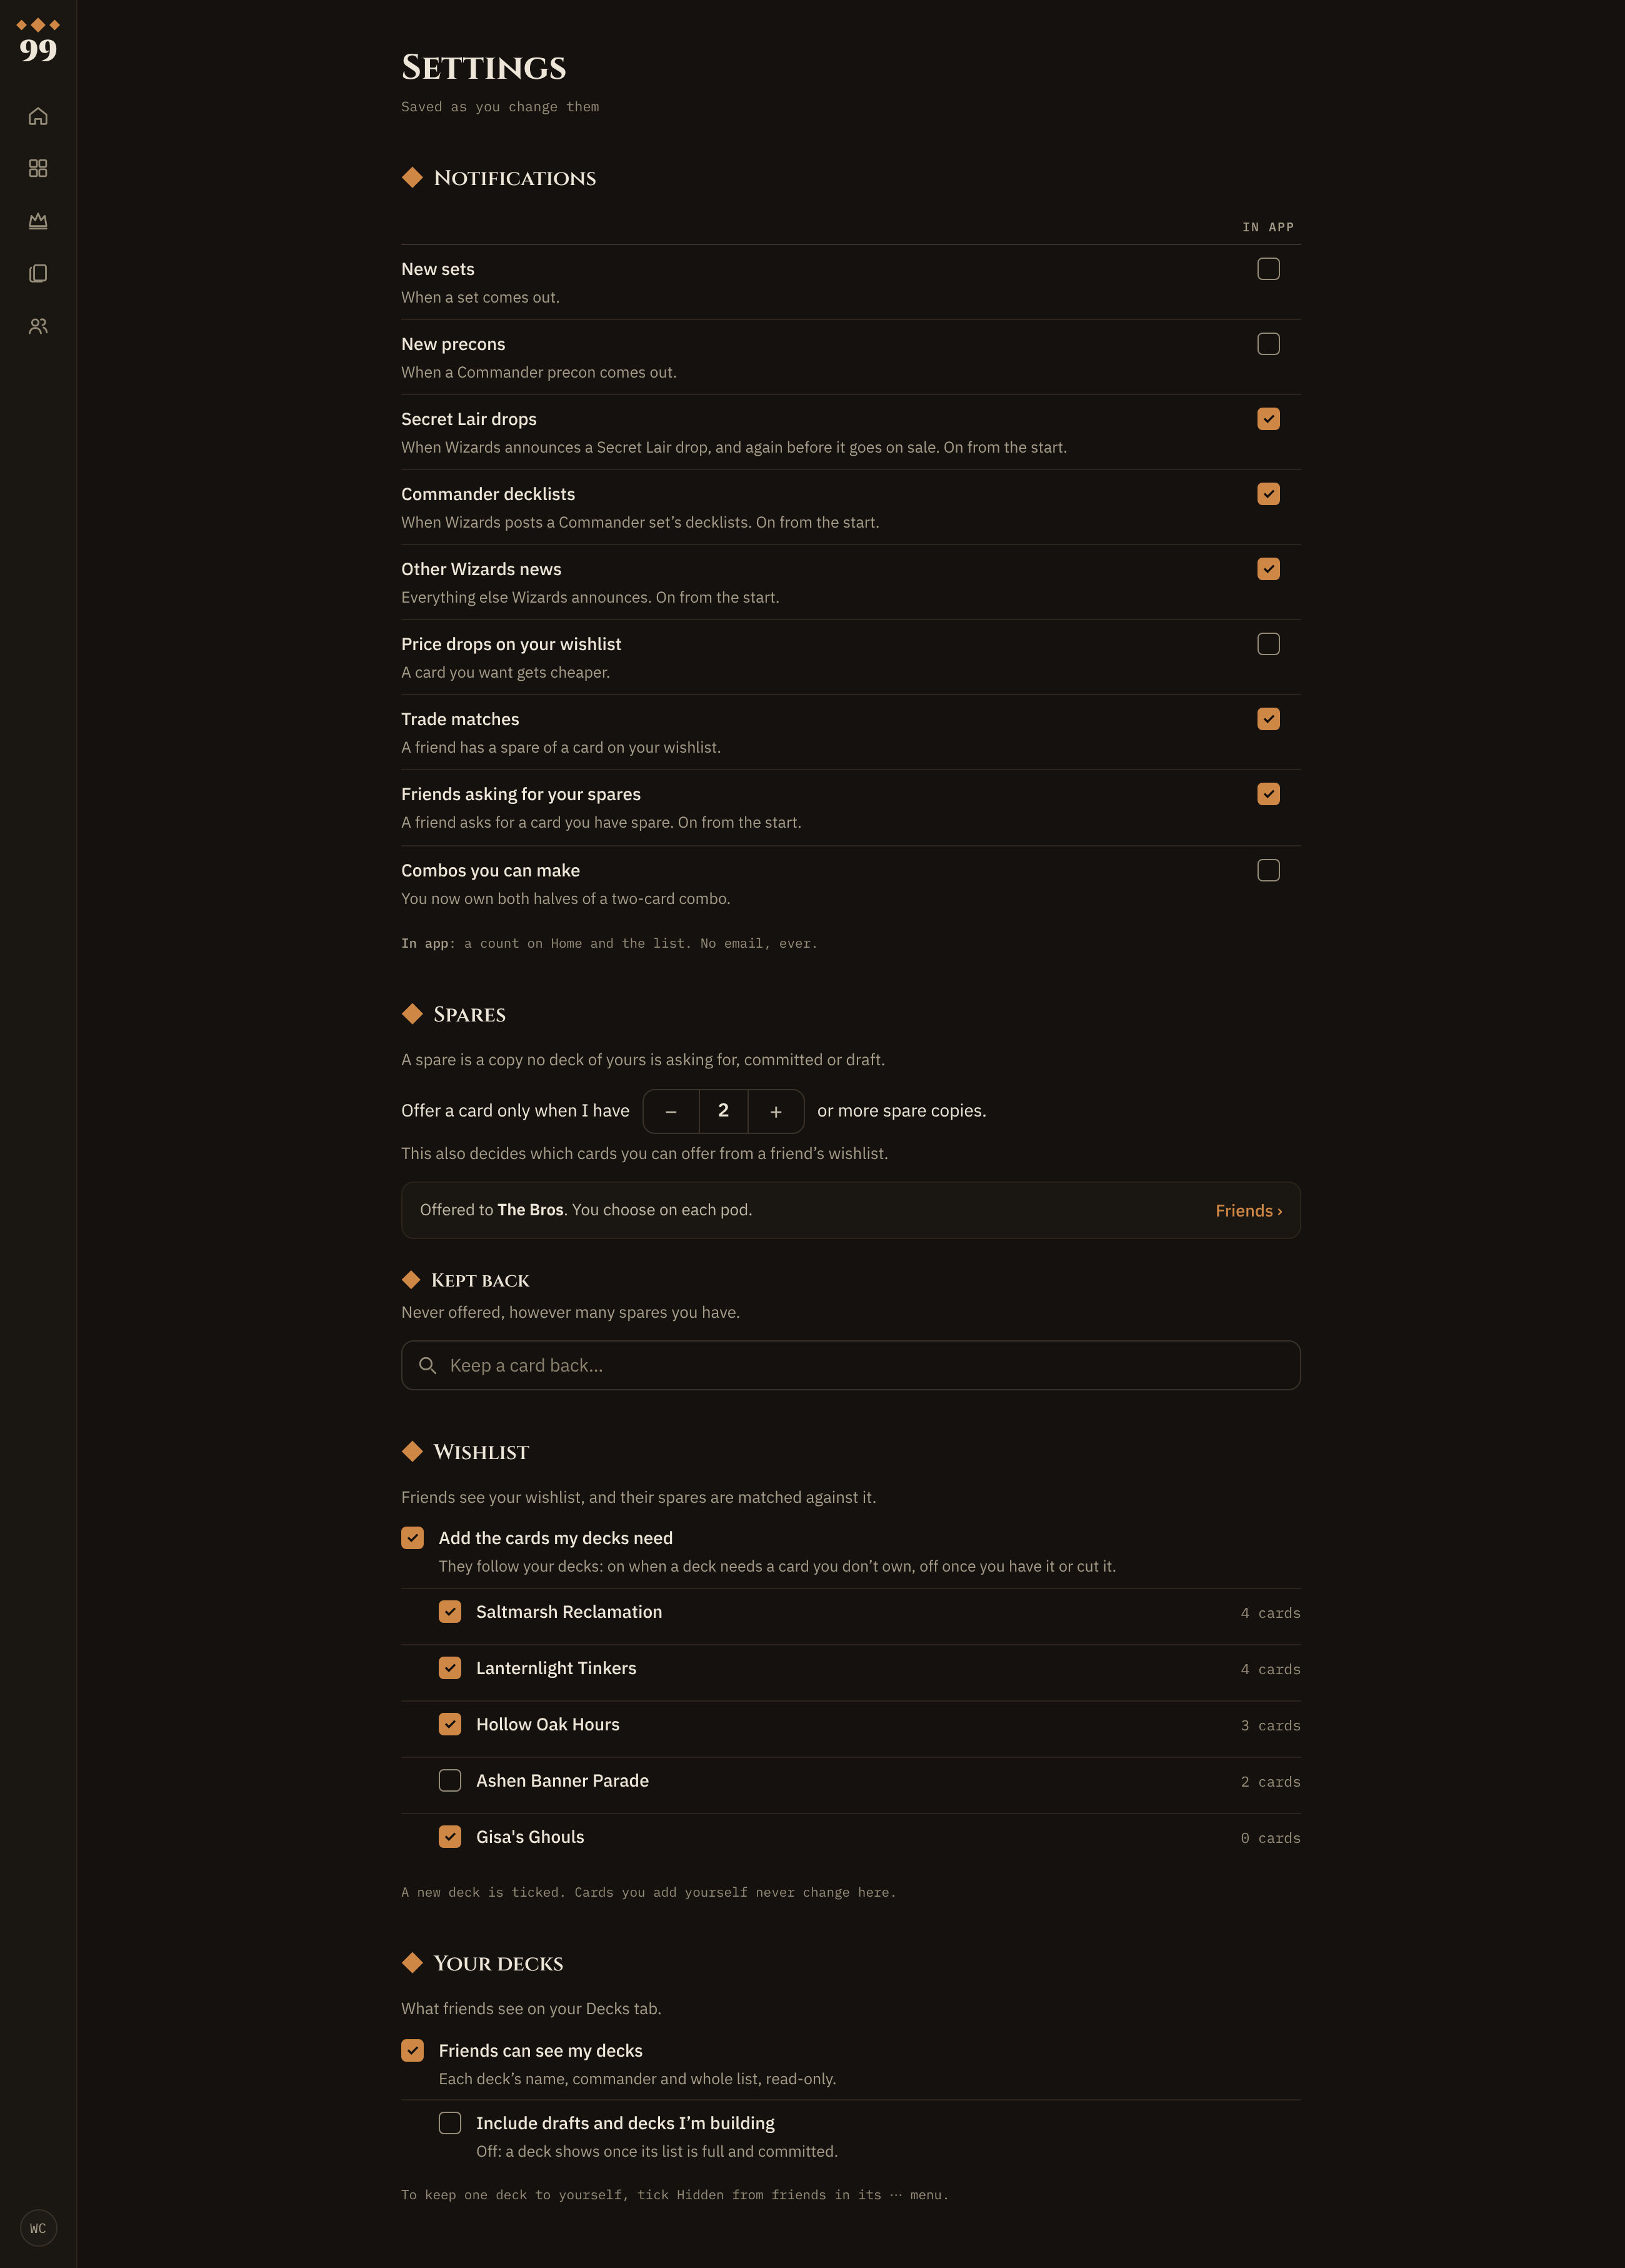 99
Settings
Saved as you change them
Notifications
IN APP
New sets
When a set comes out.
New precons
When a Commander precon comes out.
Secret Lair drops
When Wizards announces a Secret Lair drop, and again before it goes on sale. On from the start.
Commander decklists
When Wizards posts a Commander set’s decklists. On from the start.
Other Wizards news
Everything else Wizards announces. On from the start.
Price drops on your wishlist
A card you want gets cheaper.
Trade matches
A friend has a spare of a card on your wishlist.
Friends asking for your spares
A friend asks for a card you have spare. On from the start.
Combos you can make
You now own both halves of a two-card combo.
In app: a count on Home and the list. No email, ever.
Spares
A spare is a copy no deck of yours is asking for, committed or draft.
Offer a card only when I have − 2 + or more spare copies.
This also decides which cards you can offer from a friend’s wishlist.
Offered to The Bros. You choose on each pod. Friends ›
Kept back
Never offered, however many spares you have.
Keep a card back…
Wishlist
Friends see your wishlist, and their spares are matched against it.
Add the cards my decks need
They follow your decks: on when a deck needs a card you don’t own, off once you have it or cut it.
Saltmarsh Reclamation 4 cards
Lanternlight Tinkers 4 cards
Hollow Oak Hours 3 cards
Ashen Banner Parade 2 cards
Gisa's Ghouls 0 cards
A new deck is ticked. Cards you add yourself never change here.
Your decks
What friends see on your Decks tab.
Friends can see my decks
Each deck’s name, commander and whole list, read-only.
Include drafts and decks I’m building
Off: a deck shows once its list is full and committed.
To keep one deck to yourself, tick Hidden from friends in its ⋯ menu.
WC